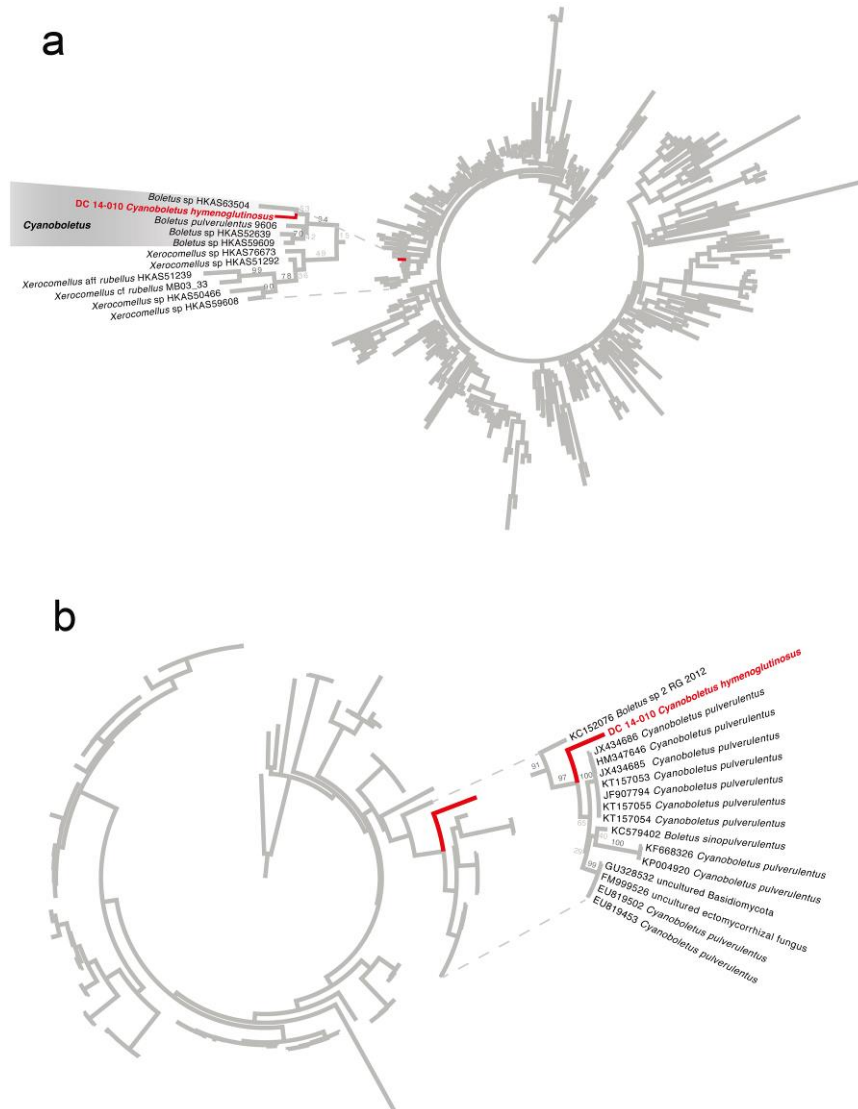 a
Boletus sp HKAS63504
DC 14-010 Cyanoboletus hymenoglutinosus
Boletus pulverulentus 9606
Boletus sp HKAS52639
Boletus sp HKAS59609
Cyanoboletus
Xerocomellus sp HKAS76673
Xerocomellus sp HKAS51292
Xerocomellus aff rubellus HKAS51239
Xerocomellus cf rubellus MB03_33
Xerocomellus sp HKAS50466
Xerocomellus sp HKAS59608
94
99
78
b
KC152076 Boletus sp 2 RG 2012
DC 14-010 Cyanoboletus hymenoglutinosus
JX434686 Cyanoboletus pulverulentus
HM347646 Cyanoboletus pulverulentus
JX434685 Cyanoboletus pulverulentus
KT157053 Cyanoboletus pulverulentus
JF907794 Cyanoboletus pulverulentus
KT157055 Cyanoboletus pulverulentus
KT157054 Cyanoboletus pulverulentus
KC579402 Boletus sinopulverulentus
KF668326 Cyanoboletus pulverulentus
KP004920 Cyanoboletus pulverulentus
GU328532 uncultured Basidiomycota
FM999526 uncultured ectomycorrhizal fungus
EU819502 Cyanoboletus pulverulentus
EU819453 Cyanoboletus pulverulentus
91
97
100
100
99